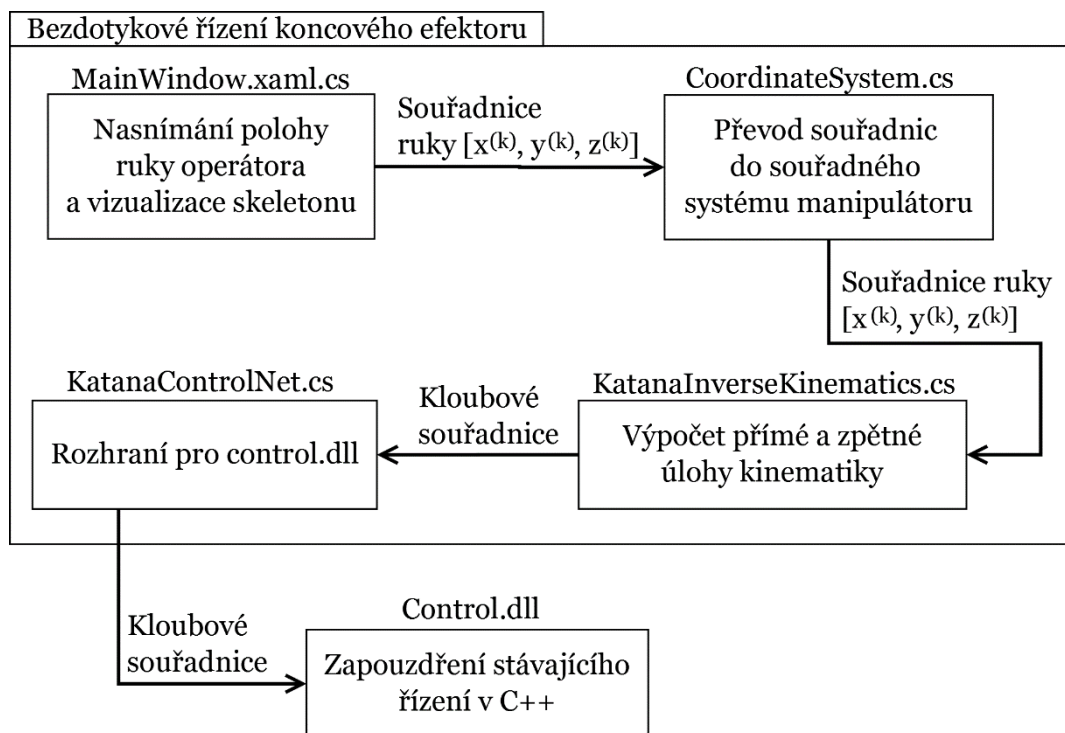 Bezdotykové řízení koncového efektoru
MainWindow.xaml.cs
Nasnímání polohy
ruky operátora
a vizualizace skeletonu
Souřadnice
ruky [x⁽ᵏ⁾, y⁽ᵏ⁾, z⁽ᵏ⁾]
CoordinateSystem.cs
Převod souřadnic
do souřadného
systému manipulátoru
Souřadnice ruky
[x⁽ᵏ⁾, y⁽ᵏ⁾, z⁽ᵏ⁾]
KatanaInverseKinematics.cs
Výpočet přímé a zpětné
úlohy kinematiky
Kloubové
souřadnice
KatanaControlNet.cs
Rozhraní pro control.dll
Kloubové
souřadnice
Control.dll
Zapouzdření stávajícího
řízení v C++